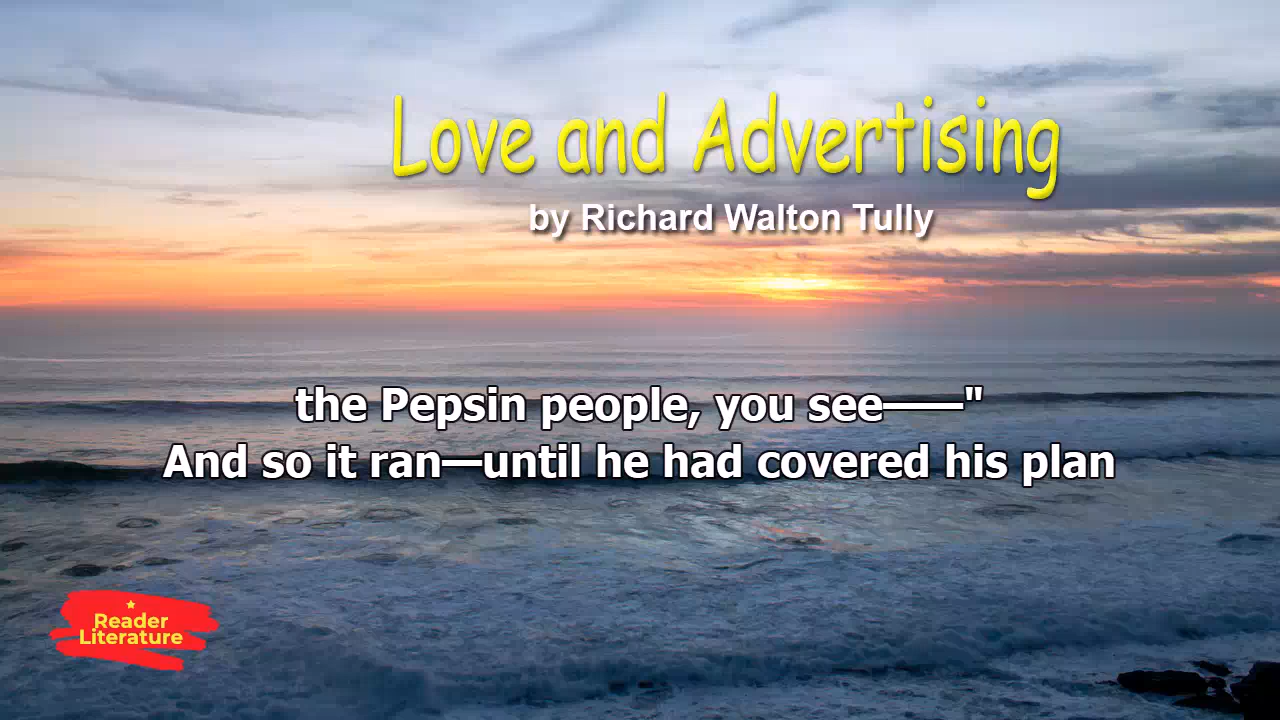 Love and Advertising
by Richard Walton Tully
the Pepsin people, you see——"
And so it ran—until he had covered his plan
Reader
Literature